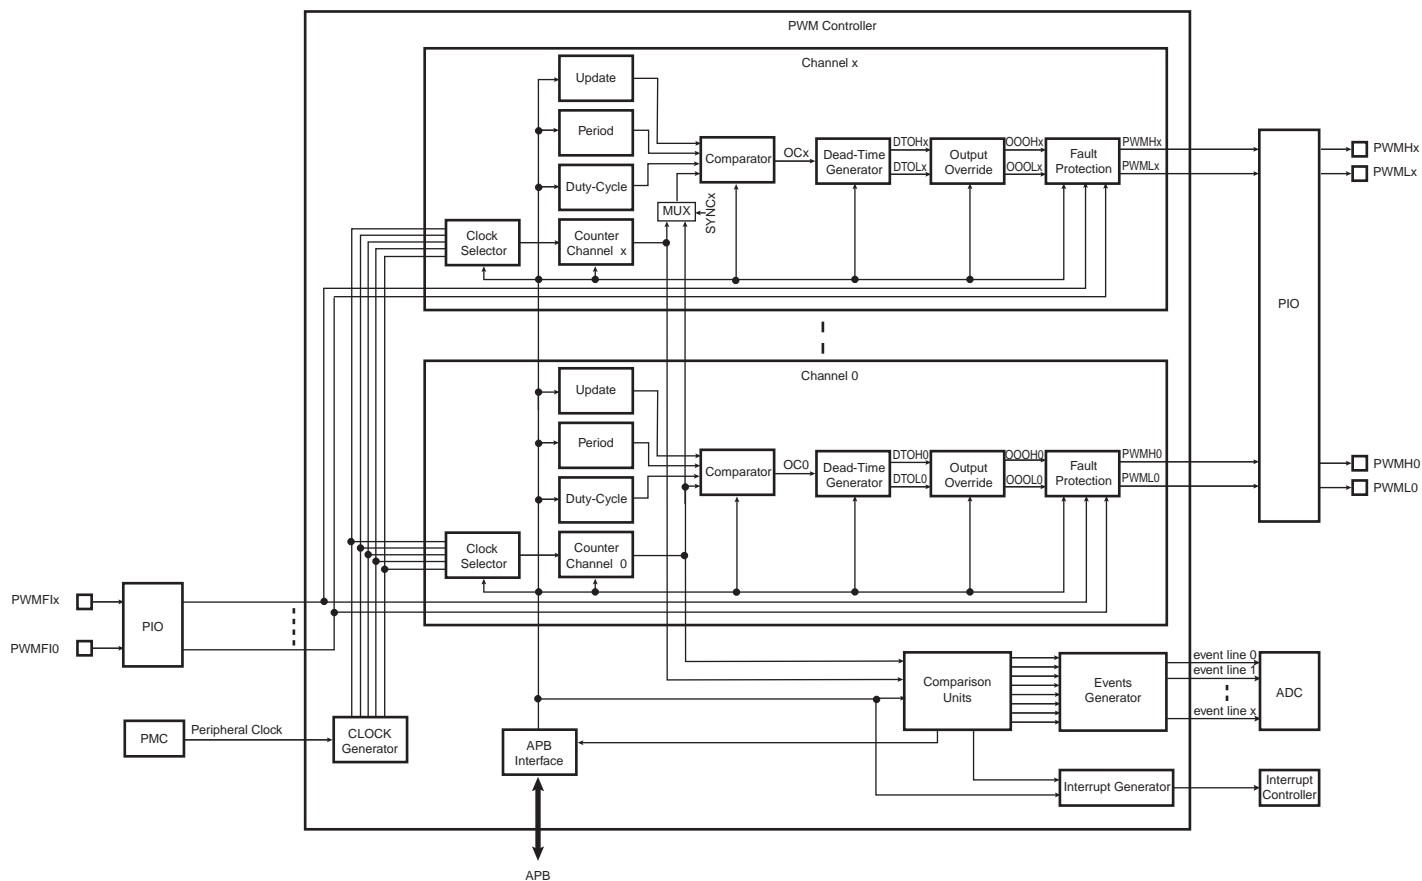 PWM Controller
Channel x
Update
Period
Comparator
OCx
Dead-Time
Generator
DTOHx
DTOLx
Output
Override
OOOHx
OOOLx
Fault
Protection
PWMHx
PWMLx
PWMHx
PWMLx
Duty-Cycle
MUX
SYNCx
Clock
Selector
Counter
Channel x
PIO
Channel 0
Update
Period
Comparator
OC0
Dead-Time
Generator
DTOH0
DTOL0
Output
Override
OOOH0
OOOL0
Fault
Protection
PWMH0
PWML0
PWMH0
PWML0
Duty-Cycle
Clock
Selector
Counter
Channel 0
PWMFIx
PIO
PWMFI0
Comparison
Units
Events
Generator
event line 0
event line 1
event line x
ADC
PMC
Peripheral Clock
CLOCK
Generator
APB
Interface
Interrupt Generator
Interrupt
Controller
APB